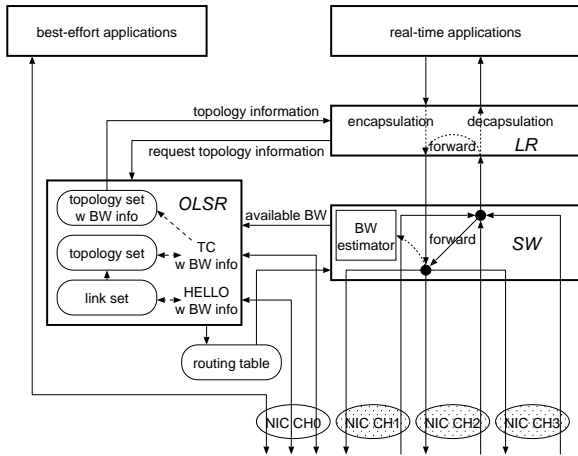 best-effort applications
real-time applications
topology information
encapsulation
decapsulation
forward
LR
request topology information
OLSR
topology set
w BW info
available BW
BW
estimator
forward
SW
topology set
TC
w BW info
link set
HELLO
w BW info
routing table
NIC CH0
NIC CH1
NIC CH2
NIC CH3